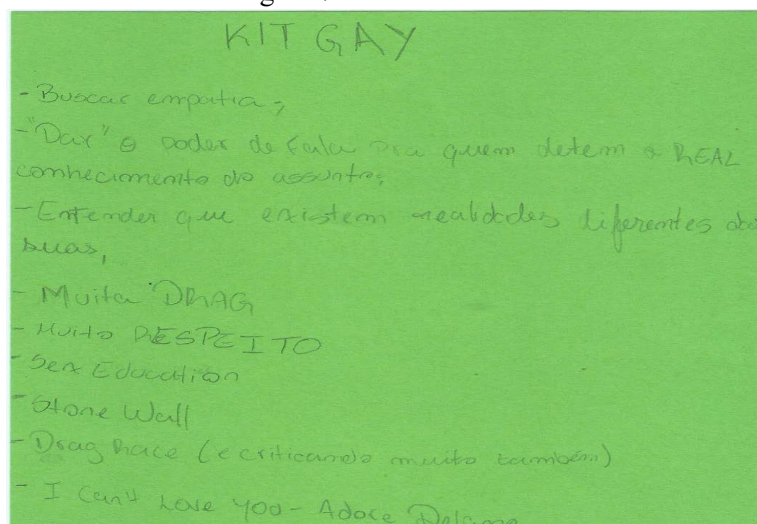 KIT GAY
- Buscar empatia;
- "Dar" o poder de fala pra quem detem o REAL
conhecimento do assunto;
- Entender que existem realidades diferentes das
suas,
- Muita DRAG
- Muito RESPEITO
- Sex Education
- Stone Wall
- Drag Race (e criticando muito também)
- I Can't Love You - Adore Delano